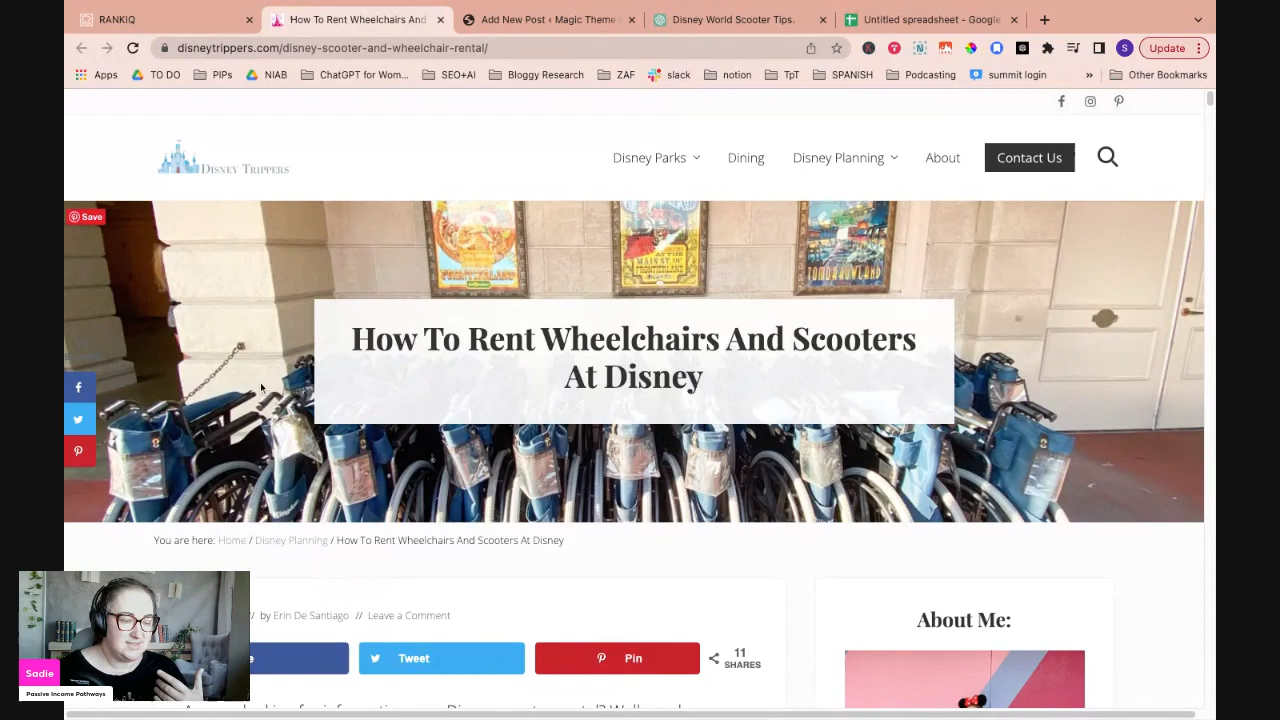 RANKIQ
How To Rent Wheelchairs And
Add New Post ‹ Magic Theme
Disney World Scooter Tips.
Untitled spreadsheet - Google
disneytrippers.com/disney-scooter-and-wheelchair-rental/
S
Update
Apps
TO DO
PIPs
NIAB
ChatGPT for Wom...
SEO+AI
Bloggy Research
ZAF
slack
notion
TpT
SPANISH
Podcasting
summit login
»
Other Bookmarks
DISNEY TRIPPERS
Disney Parks
Dining
Disney Planning
About
Contact Us
Save
FRONTIERLAND
TOMORROWLAND
How To Rent Wheelchairs And Scooters
At Disney
You are here: Home / Disney Planning / How To Rent Wheelchairs And Scooters At Disney
// by Erin De Santiago // Leave a Comment
About Me:
e
Tweet
Pin
11
SHARES
Sadie
Passive Income Pathways